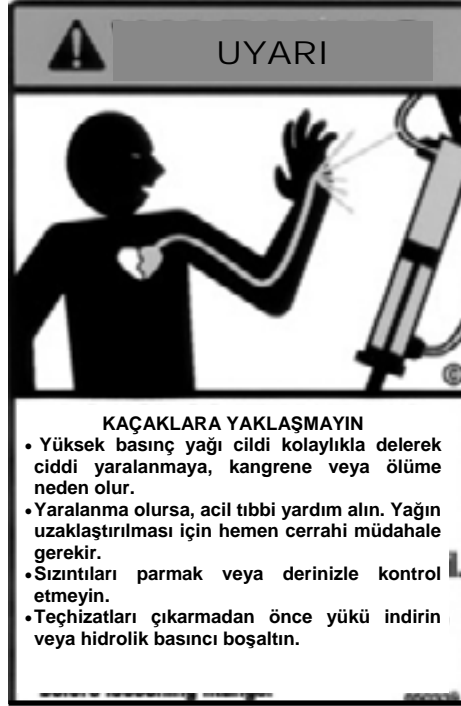 UYARI
KAÇAKLARA YAKLAŞMAYIN
• Yüksek basınç yağı cildi kolaylıkla delerek
ciddi yaralanmaya, kangrene veya ölüme
neden olur.
•Yaralanma olursa, acil tıbbi yardım alın. Yağın
uzaklaştırılması için hemen cerrahi müdahale
gerekir.
•Sızıntıları parmak veya derinizle kontrol
etmeyin.
•Teçhizatları çıkarmadan önce yükü indirin
veya hidrolik basıncı boşaltın.